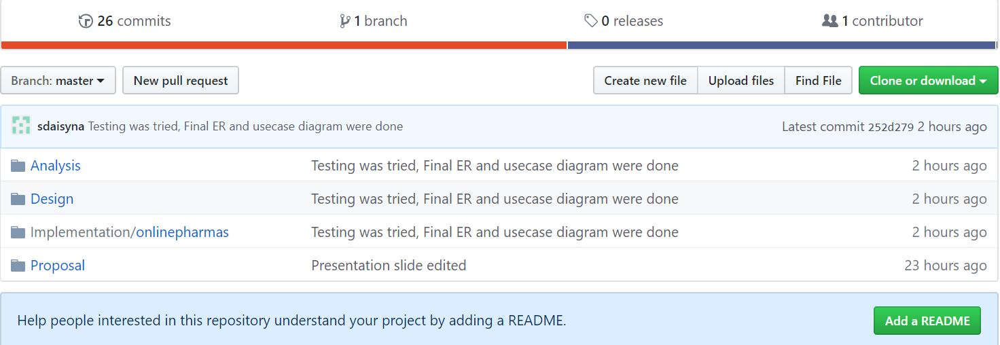 26 commits 1 branch 0 releases 1 contributor
Branch: master New pull request Create new file Upload files Find File Clone or download
sdaisyna Testing was tried, Final ER and usecase diagram were done Latest commit 252d279 2 hours ago
Analysis Testing was tried, Final ER and usecase diagram were done 2 hours ago
Design Testing was tried, Final ER and usecase diagram were done 2 hours ago
Implementation/onlinepharmas Testing was tried, Final ER and usecase diagram were done 2 hours ago
Proposal Presentation slide edited 23 hours ago
Help people interested in this repository understand your project by adding a README. Add a README